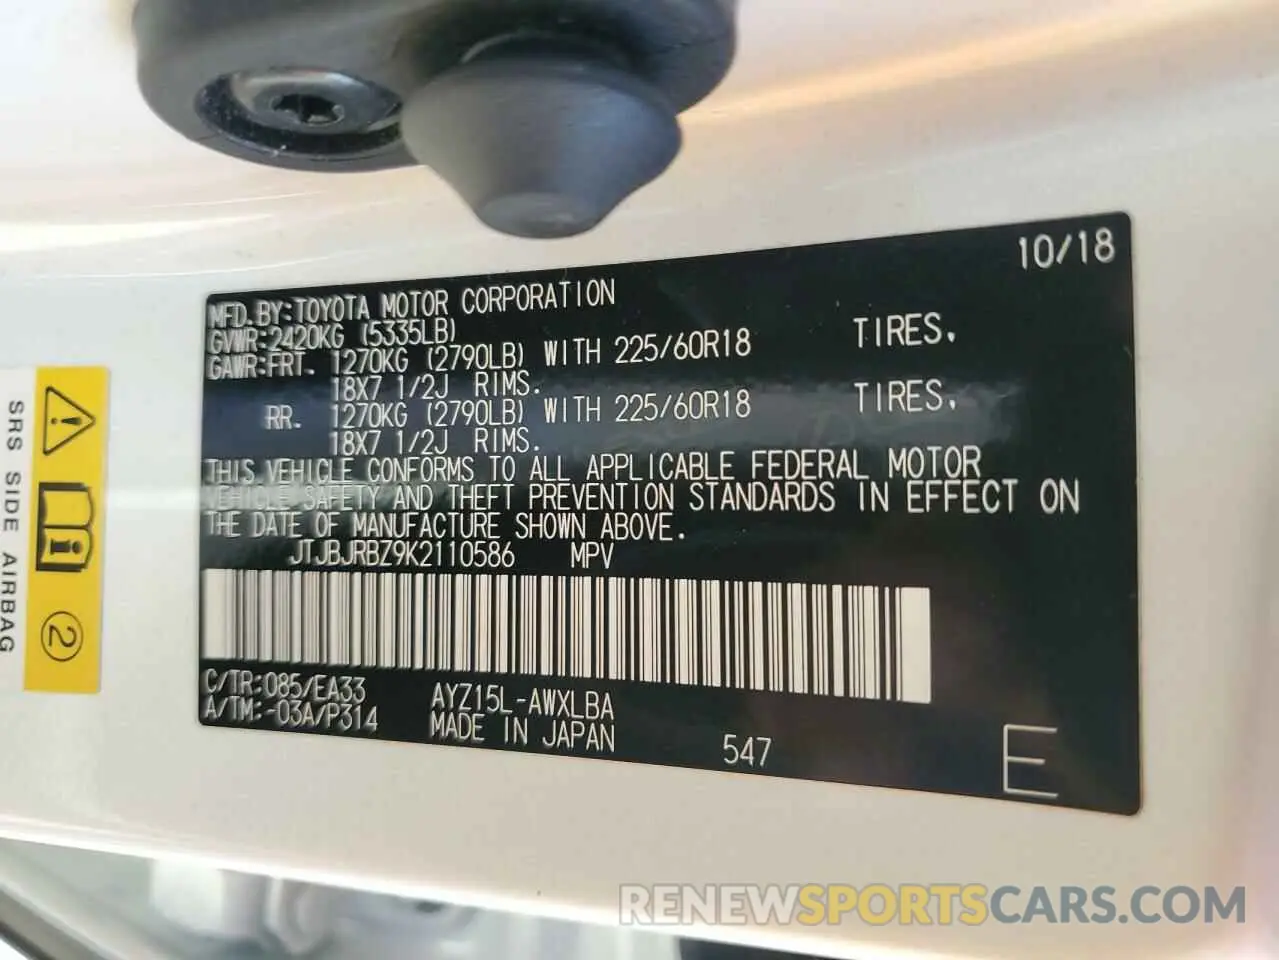 10/18
MFD.BY:TOYOTA MOTOR CORPORATION
GVWR:2420KG (5335LB)
GAWR:FRT. 1270KG (2790LB) WITH 225/60R18 TIRES,
18X7 1/2J RIMS.
RR. 1270KG (2790LB) WITH 225/60R18 TIRES,
18X7 1/2J RIMS.
THIS VEHICLE CONFORMS TO ALL APPLICABLE FEDERAL MOTOR
VEHICLE SAFETY AND THEFT PREVENTION STANDARDS IN EFFECT ON
THE DATE OF MANUFACTURE SHOWN ABOVE.
JTJBJRBZ9K2110586 MPV
C/TR:085/EA33 AYZ15L-AWXLBA
A/TM:-03A/P314 MADE IN JAPAN
547
E
SRS SIDE AIRBAG
2
RENEWSPORTSCARS.COM